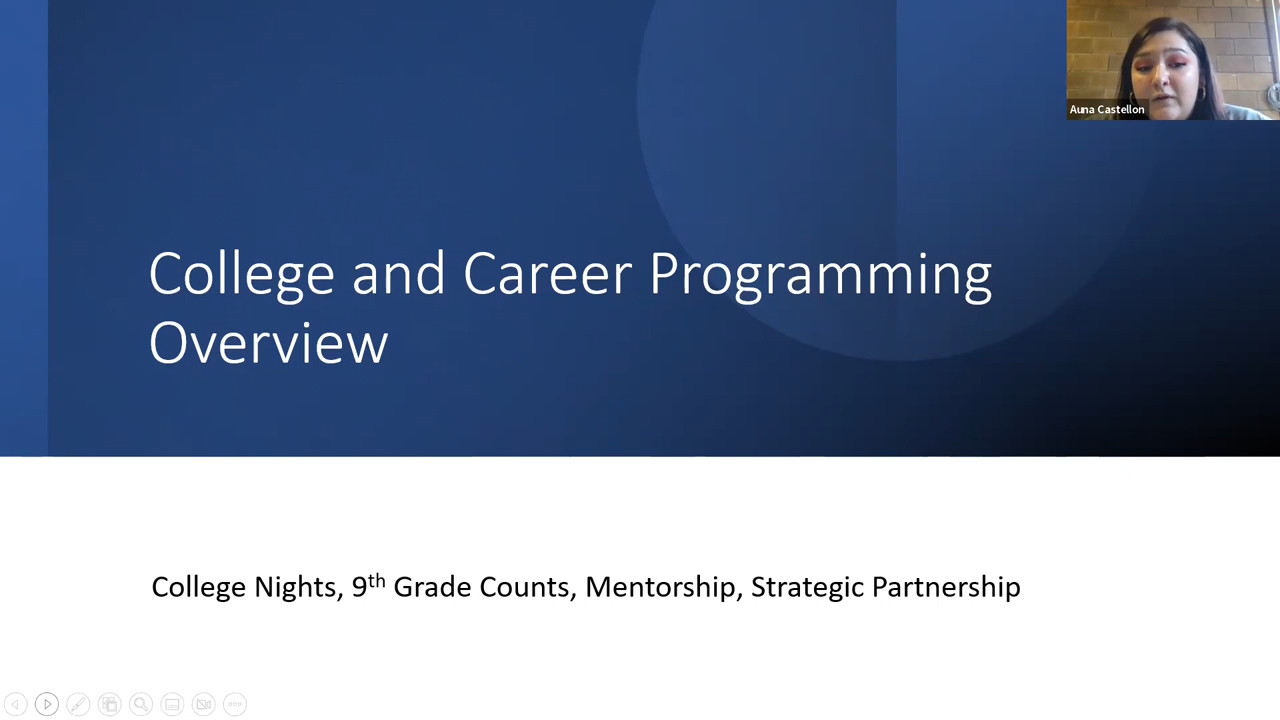 Auna Castellon
College and Career Programming
Overview
College Nights, 9th Grade Counts, Mentorship, Strategic Partnership